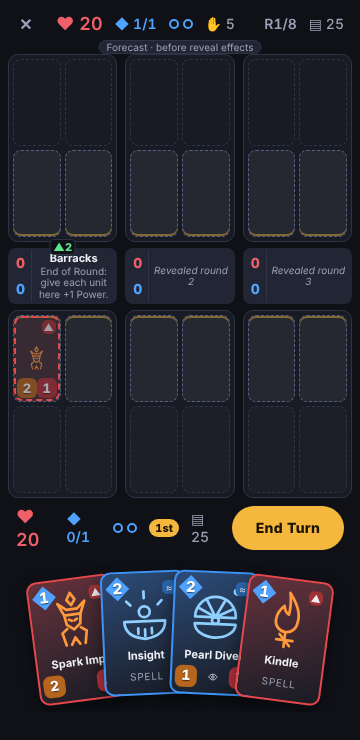 ✕ 20 1/1 5 R1/8 25
Forecast · before reveal effects
2
0
0
Barracks
End of Round:
give each unit
here +1 Power.
0
0
Revealed round
2
0
0
Revealed round
3
2 1
20
0/1
1st
25
End Turn
1
Spark Imp
2
2
Insight
SPELL
2
Pearl Dive
1
1
Kindle
SPELL